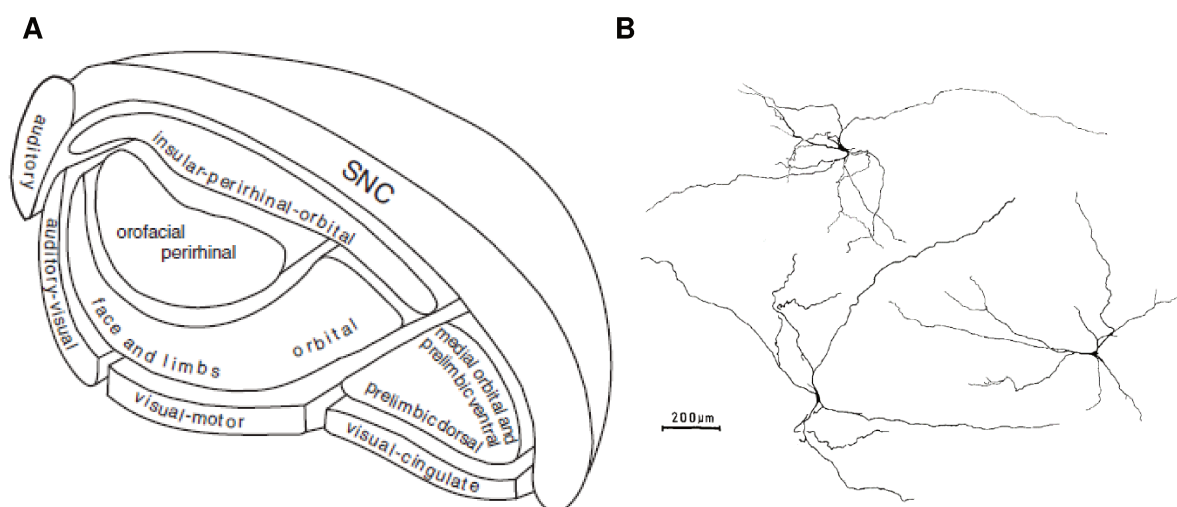 A
B
auditory
SNC
insular-perirhinal-orbital
orofacial
perirhinal
auditory-visual
face and limbs
orbital
medial orbital and
prelimbic ventral
prelimbic dorsal
visual-motor
visual-cingulate
200µm